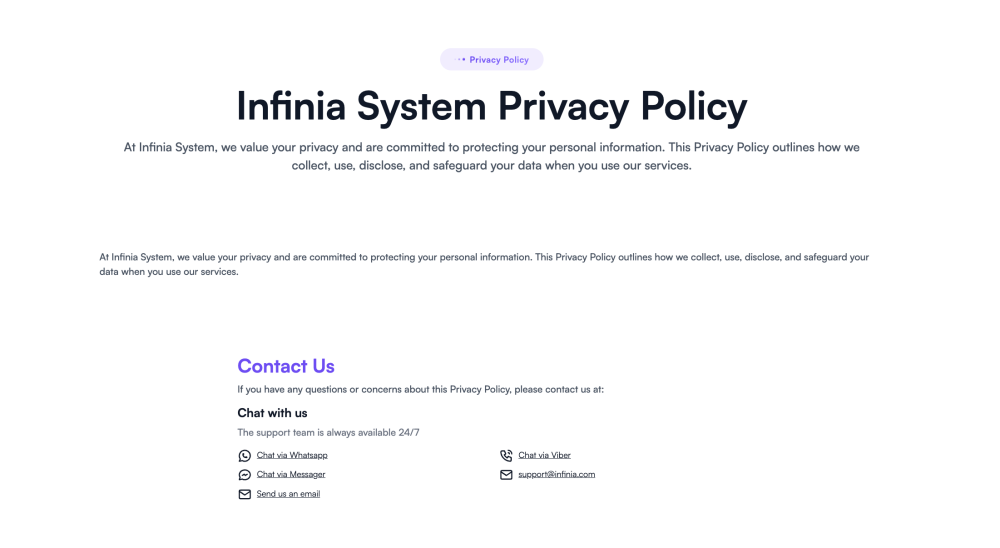 Privacy Policy
Infinia System Privacy Policy
At Infinia System, we value your privacy and are committed to protecting your personal information. This Privacy Policy outlines how we
collect, use, disclose, and safeguard your data when you use our services.
At Infinia System, we value your privacy and are committed to protecting your personal information. This Privacy Policy outlines how we collect, use, disclose, and safeguard your
data when you use our services.
Contact Us
If you have any questions or concerns about this Privacy Policy, please contact us at:
Chat with us
The support team is always available 24/7
Chat via Whatsapp
Chat via Viber
Chat via Messager
support@infinia.com
Send us an email